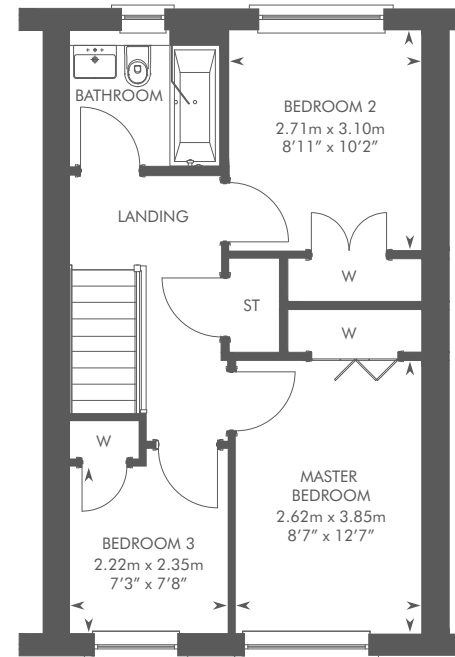 BATHROOM
BEDROOM 2
2.71m x 3.10m
8’11” x 10’2”
LANDING
W
ST
W
W
MASTER
BEDROOM
2.62m x 3.85m
8’7” x 12’7”
BEDROOM 3
2.22m x 2.35m
7’3” x 7’8”